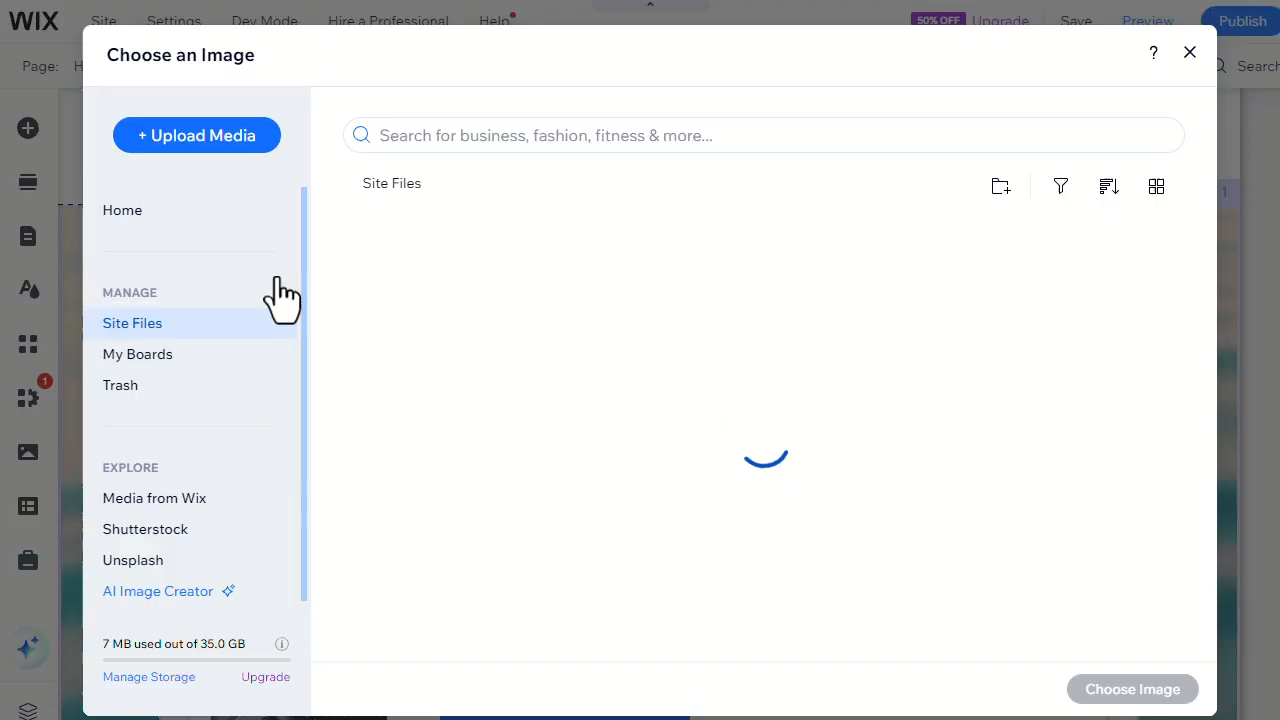 WIX Site Settings Dev Mode Hire a Professional Help 50% OFF Upgrade Save Preview Publish
Page: H Search
Choose an Image ?
+ Upload Media
Search for business, fashion, fitness & more...
Site Files
1
Home
MANAGE
Site Files
My Boards
Trash
1
EXPLORE
Media from Wix
Shutterstock
Unsplash
AI Image Creator
7 MB used out of 35.0 GB
Manage Storage Upgrade
Choose Image